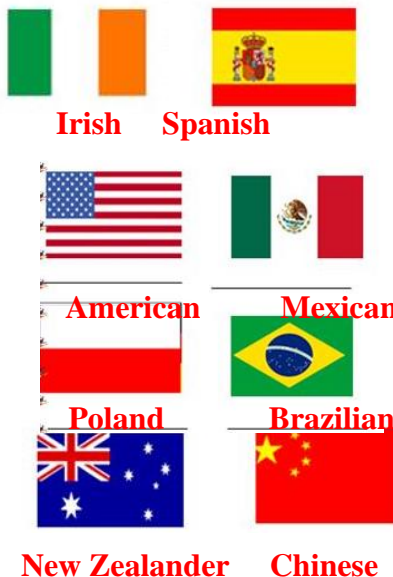 Irish Spanish
American Mexican
Poland Brazilian
New Zealander Chinese